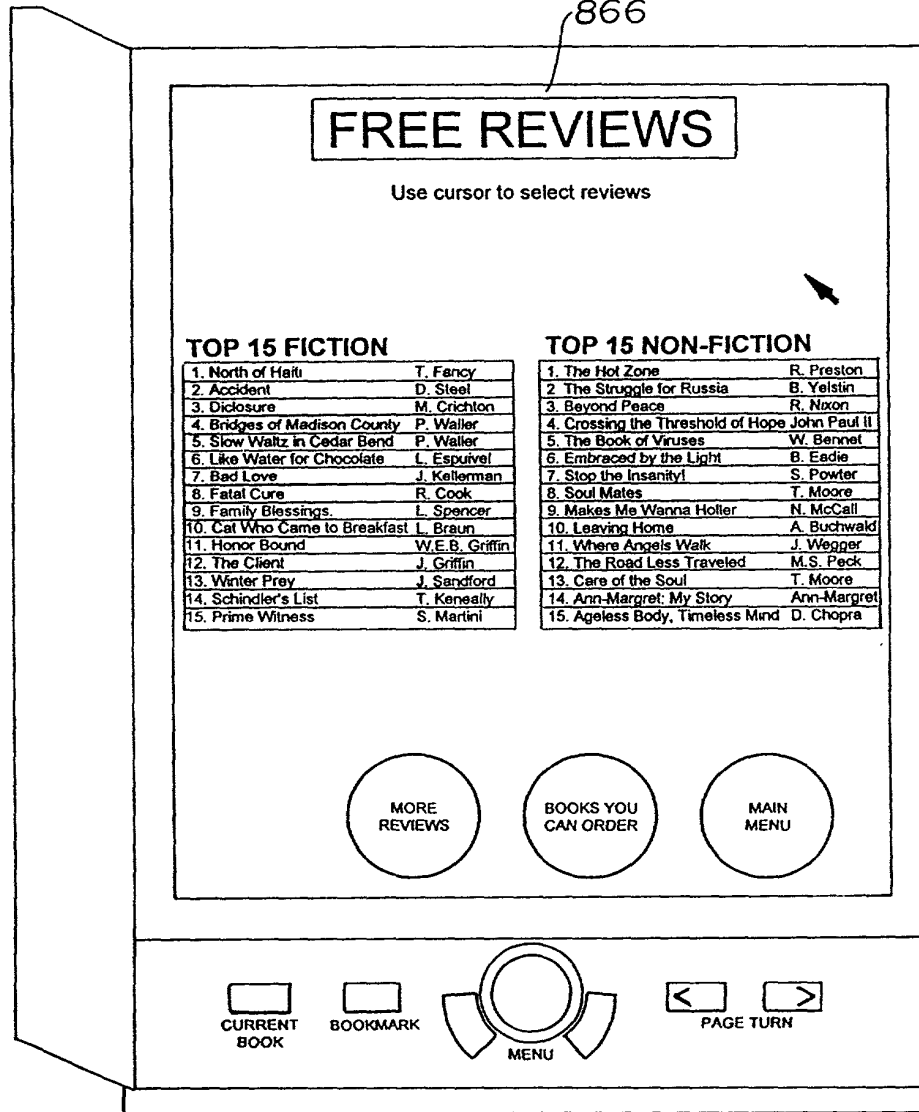 866
FREE REVIEWS
Use cursor to select reviews
TOP 15 FICTION
1. North of Haiti T. Fancy
2. Accident D. Steel
3. Diclosure M. Crichton
4. Bridges of Madison County P. Waller
5. Slow Waltz in Cedar Bend P. Waller
6. Like Water for Chocolate L. Espuivel
7. Bad Love J. Kellerman
8. Fatal Cure R. Cook
9. Family Blessings. L. Spencer
10. Cat Who Came to Breakfast L. Braun
11. Honor Bound W.E.B. Griffin
12. The Client J. Griffin
13. Winter Prey J. Sandford
14. Schindler's List T. Keneally
15. Prime Witness S. Martini
TOP 15 NON-FICTION
1. The Hot Zone R. Preston
2 The Struggle for Russia B. Yelstin
3. Beyond Peace R. Nixon
4. Crossing the Threshold of Hope John Paul II
5. The Book of Viruses W. Bennet
6. Embraced by the Light B. Eadie
7. Stop the Insanity! S. Powter
8. Soul Mates T. Moore
9. Makes Me Wanna Holler N. McCall
10. Leaving Home A. Buchwald
11. Where Angels Walk J. Wegger
12. The Road Less Traveled M.S. Peck
13. Care of the Soul T. Moore
14. Ann-Margret: My Story Ann-Margret
15. Ageless Body, Timeless Mind D. Chopra
MORE
REVIEWS
BOOKS YOU
CAN ORDER
MAIN
MENU
CURRENT
BOOK
BOOKMARK
MENU
< >
PAGE TURN